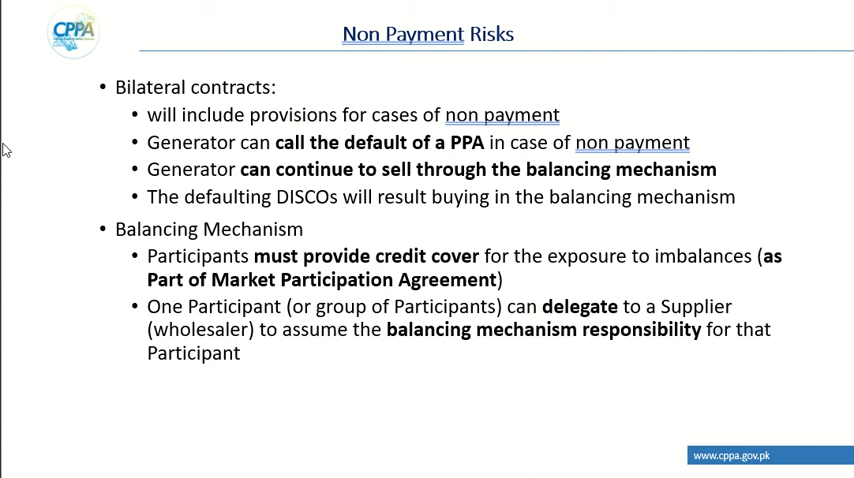 CPPA
Non Payment Risks
• Bilateral contracts:
• will include provisions for cases of non payment
• Generator can call the default of a PPA in case of non payment
• Generator can continue to sell through the balancing mechanism
• The defaulting DISCOs will result buying in the balancing mechanism
• Balancing Mechanism
• Participants must provide credit cover for the exposure to imbalances (as
Part of Market Participation Agreement)
• One Participant (or group of Participants) can delegate to a Supplier
(wholesaler) to assume the balancing mechanism responsibility for that
Participant
www.cppa.gov.pk